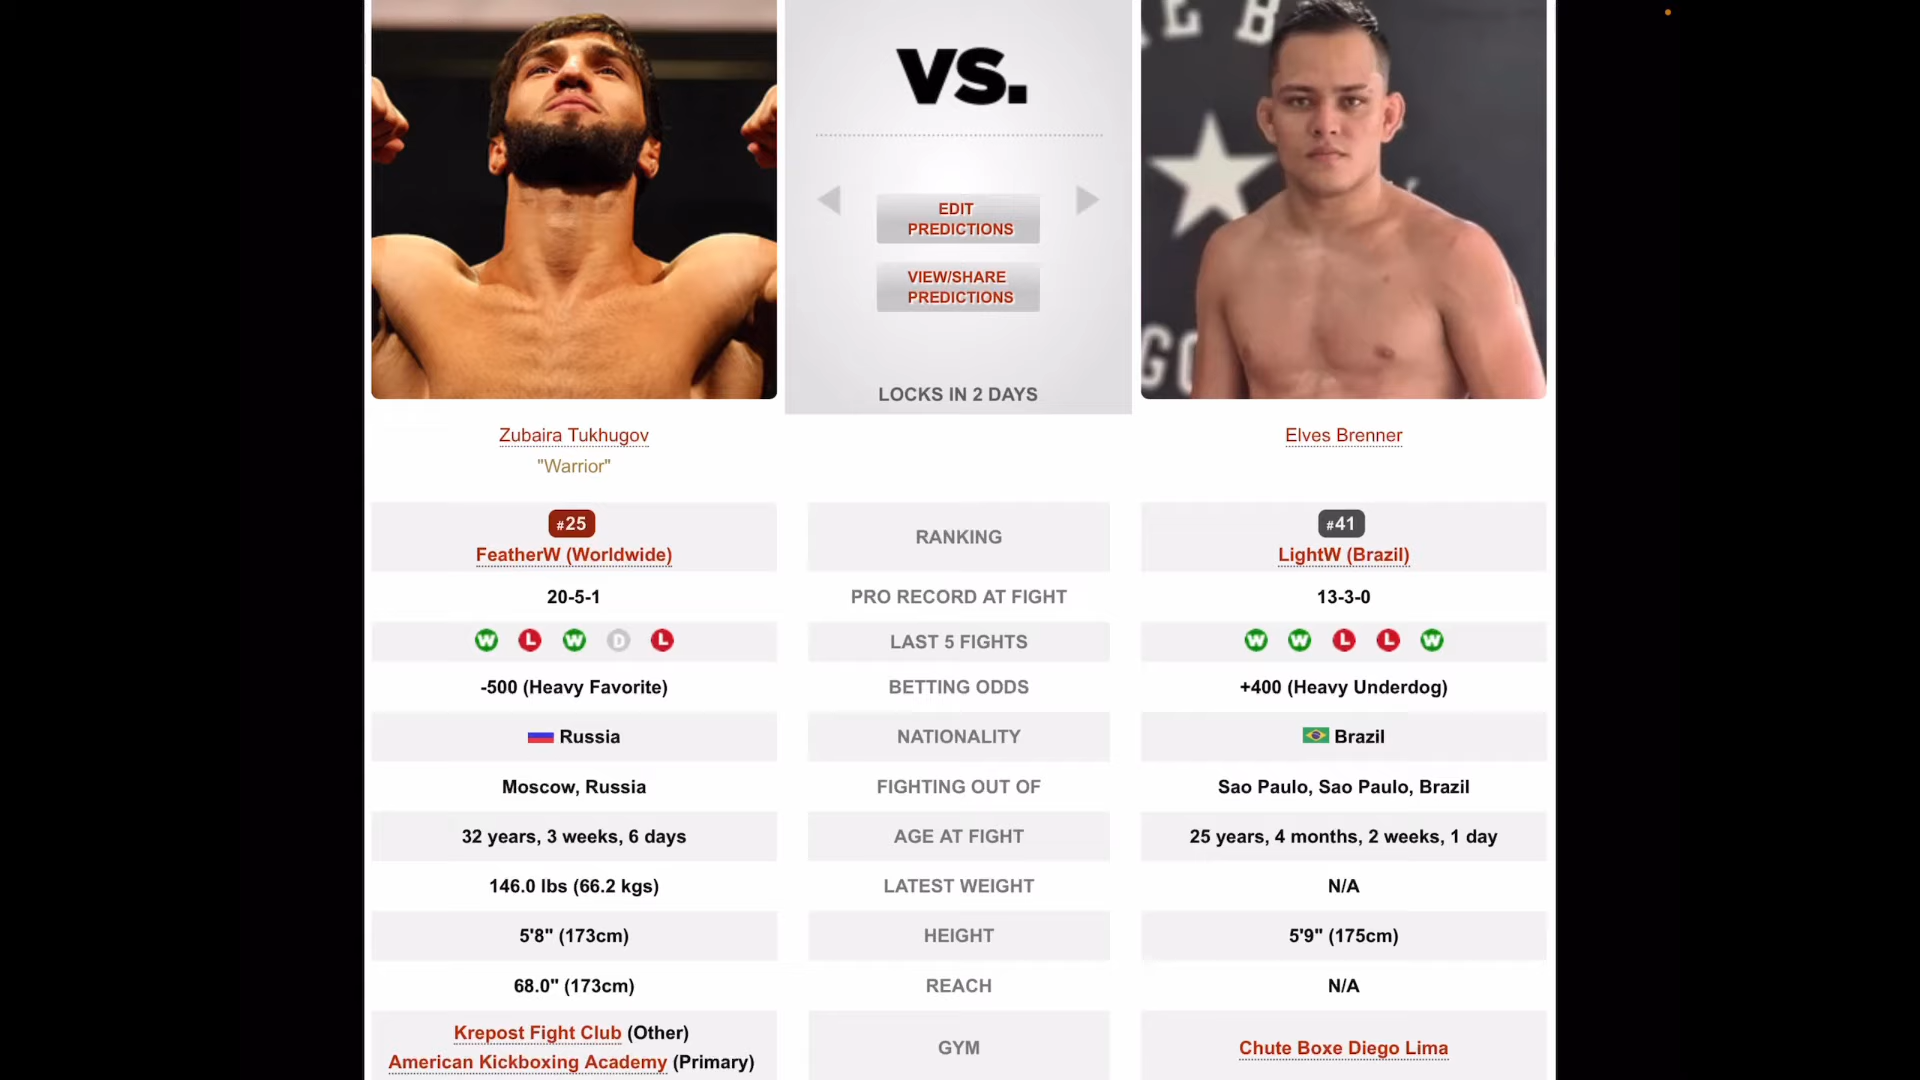 E B
VS.
EDIT
PREDICTIONS
VIEW/SHARE
PREDICTIONS
GO
LOCKS IN 2 DAYS
Zubaira Tukhugov
Elves Brenner
"Warrior"
#25
RANKING
#41
FeatherW (Worldwide)
LightW (Brazil)
20-5-1
PRO RECORD AT FIGHT
13-3-0
W L W D L
LAST 5 FIGHTS
W W L L W
-500 (Heavy Favorite)
BETTING ODDS
+400 (Heavy Underdog)
Russia
NATIONALITY
Brazil
Moscow, Russia
FIGHTING OUT OF
Sao Paulo, Sao Paulo, Brazil
32 years, 3 weeks, 6 days
AGE AT FIGHT
25 years, 4 months, 2 weeks, 1 day
146.0 lbs (66.2 kgs)
LATEST WEIGHT
N/A
5'8" (173cm)
HEIGHT
5'9" (175cm)
68.0" (173cm)
REACH
N/A
Krepost Fight Club (Other)
American Kickboxing Academy (Primary)
GYM
Chute Boxe Diego Lima